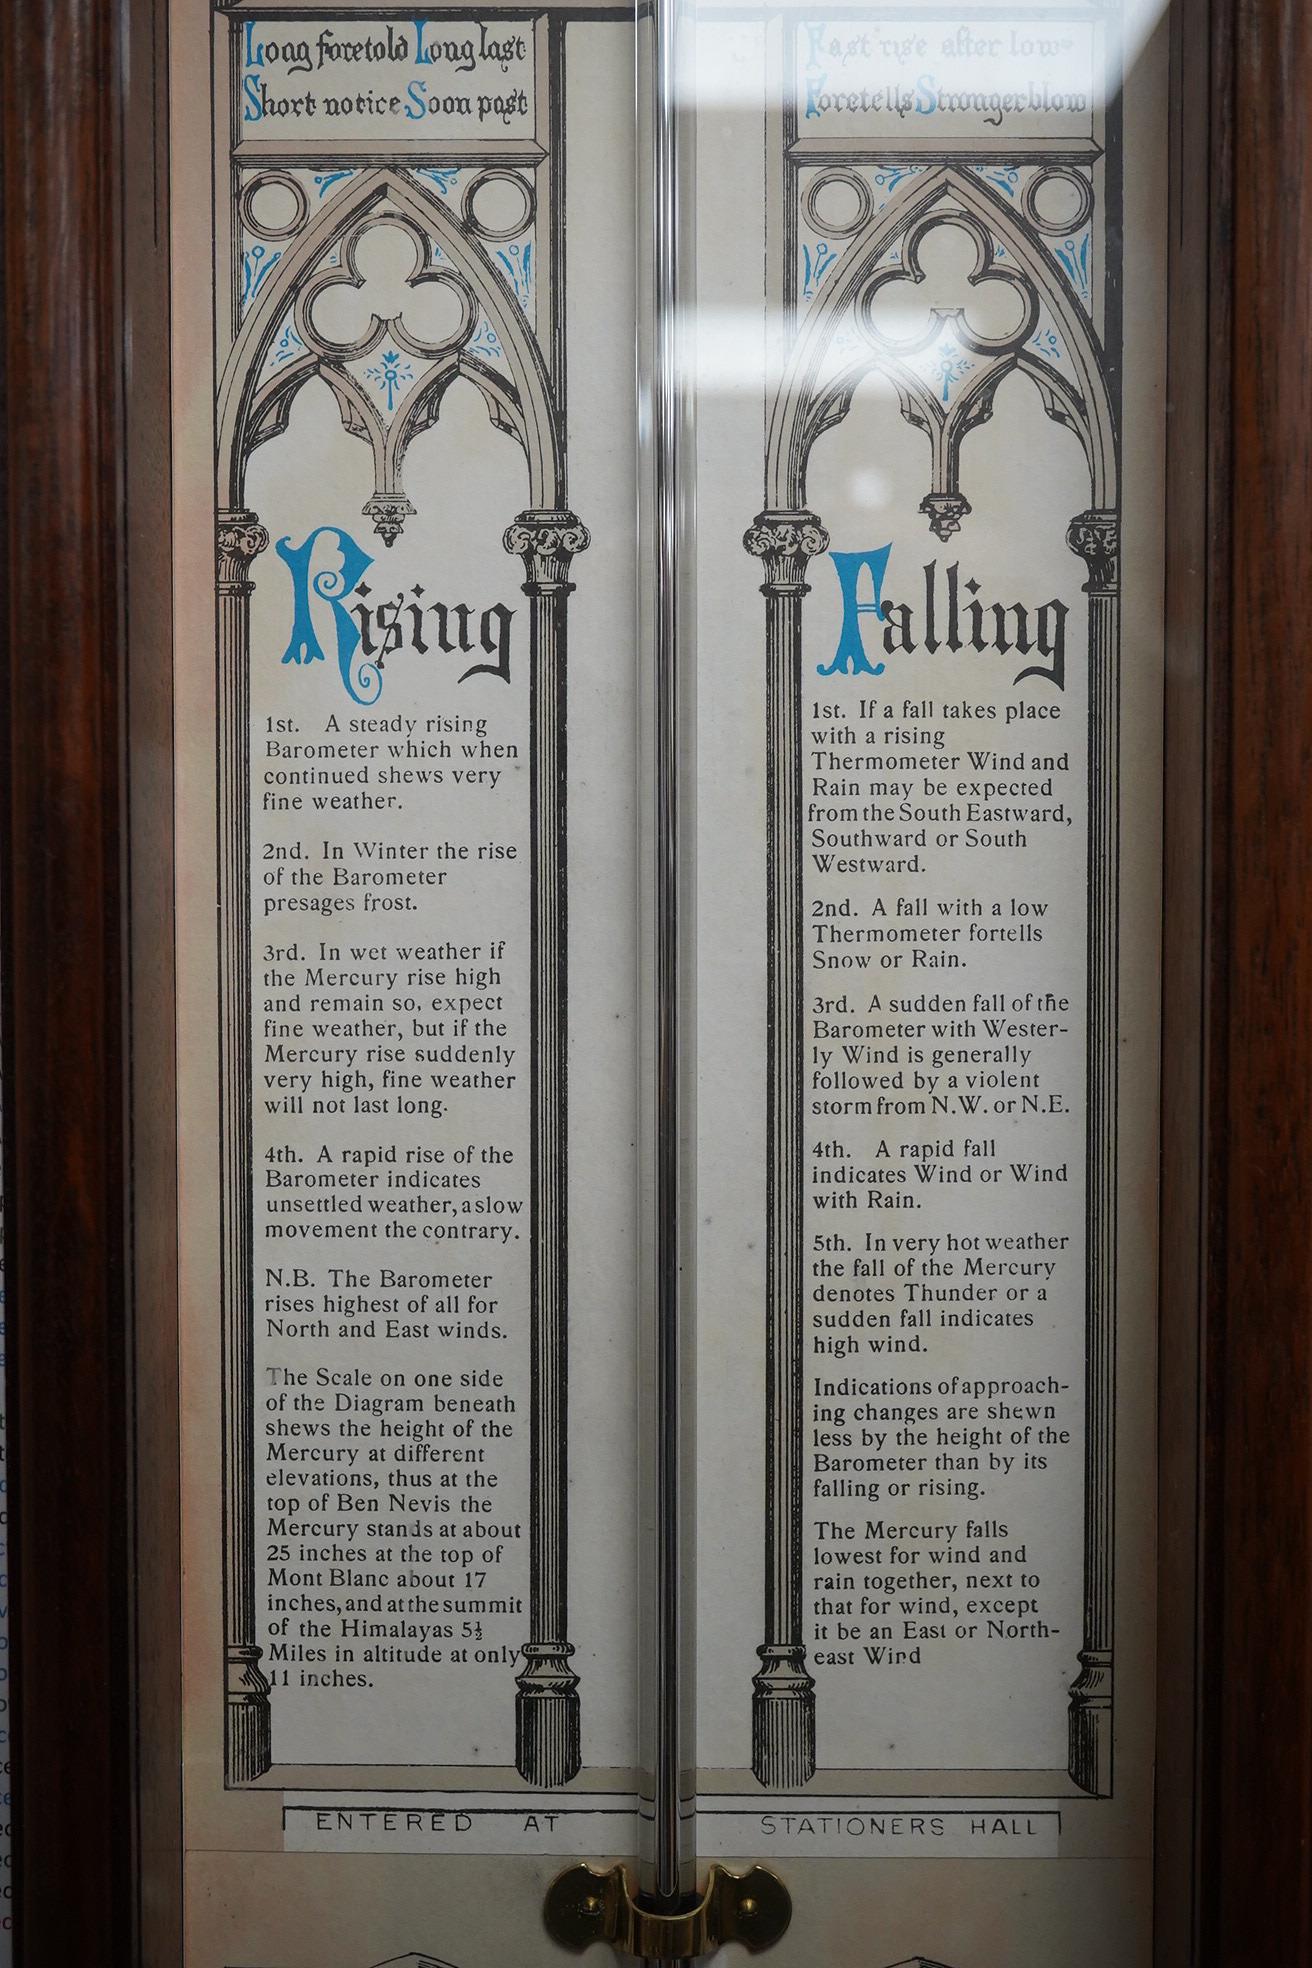 Long foretold Long last
Short notice Soon past
Fast rise after low
Foretells Stronger blow
Rising
1st. A steady rising
Barometer which when
continued shews very
fine weather.
2nd. In Winter the rise
of the Barometer
presages frost.
3rd. In wet weather if
the Mercury rise high
and remain so, expect
fine weather, but if the
Mercury rise suddenly
very high, fine weather
will not last long.
4th. A rapid rise of the
Barometer indicates
unsettled weather, a slow
movement the contrary.
N.B. The Barometer
rises highest of all for
North and East winds.
The Scale on one side
of the Diagram beneath
shews the height of the
Mercury at different
elevations, thus at the
top of Ben Nevis the
Mercury stands at about
25 inches at the top of
Mont Blanc about 17
inches, and at the summit
of the Himalayas 5½
Miles in altitude at only
11 inches.
Falling
1st. If a fall takes place
with a rising
Thermometer Wind and
Rain may be expected
from the South Eastward,
Southward or South
Westward.
2nd. A fall with a low
Thermometer fortells
Snow or Rain.
3rd. A sudden fall of the
Barometer with Wester-
ly Wind is generally
followed by a violent
storm from N.W. or N.E.
4th. A rapid fall
indicates Wind or Wind
with Rain.
5th. In very hot weather
the fall of the Mercury
denotes Thunder or a
sudden fall indicates
high wind.
Indications of approach-
ing changes are shewn
less by the height of the
Barometer than by its
falling or rising.
The Mercury falls
lowest for wind and
rain together, next to
that for wind, except
it be an East or North-
east Wind
ENTERED AT STATIONERS HALL